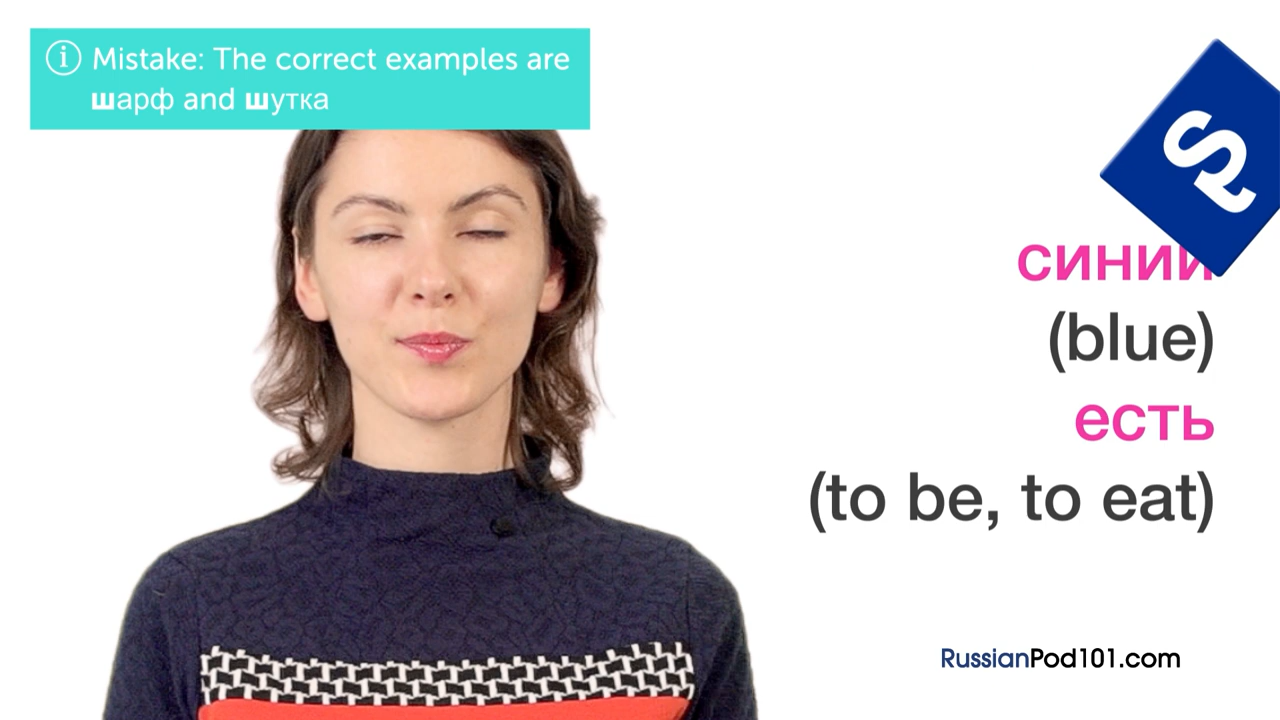 Mistake: The correct examples are
шарф and шутка
синий
(blue)
есть
(to be, to eat)
RussianPod101.com